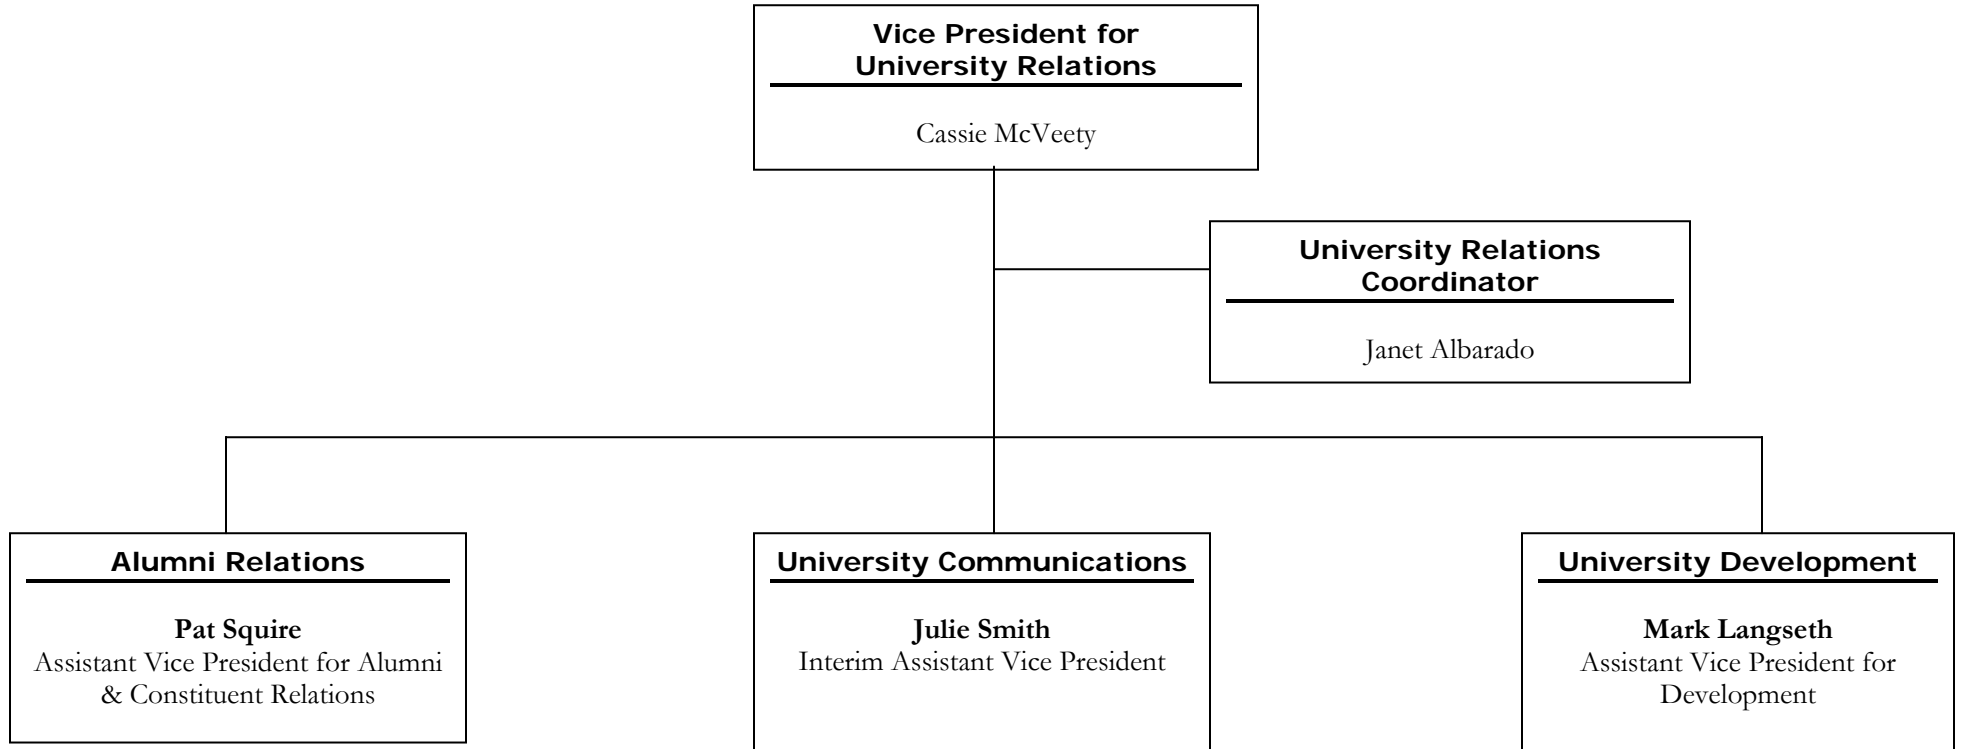 Vice President for
University Relations
Cassie McVeety
University Relations
Coordinator
Janet Albarado
Alumni Relations
Pat Squire
Assistant Vice President for Alumni
& Constituent Relations
University Communications
Julie Smith
Interim Assistant Vice President
University Development
Mark Langseth
Assistant Vice President for
Development